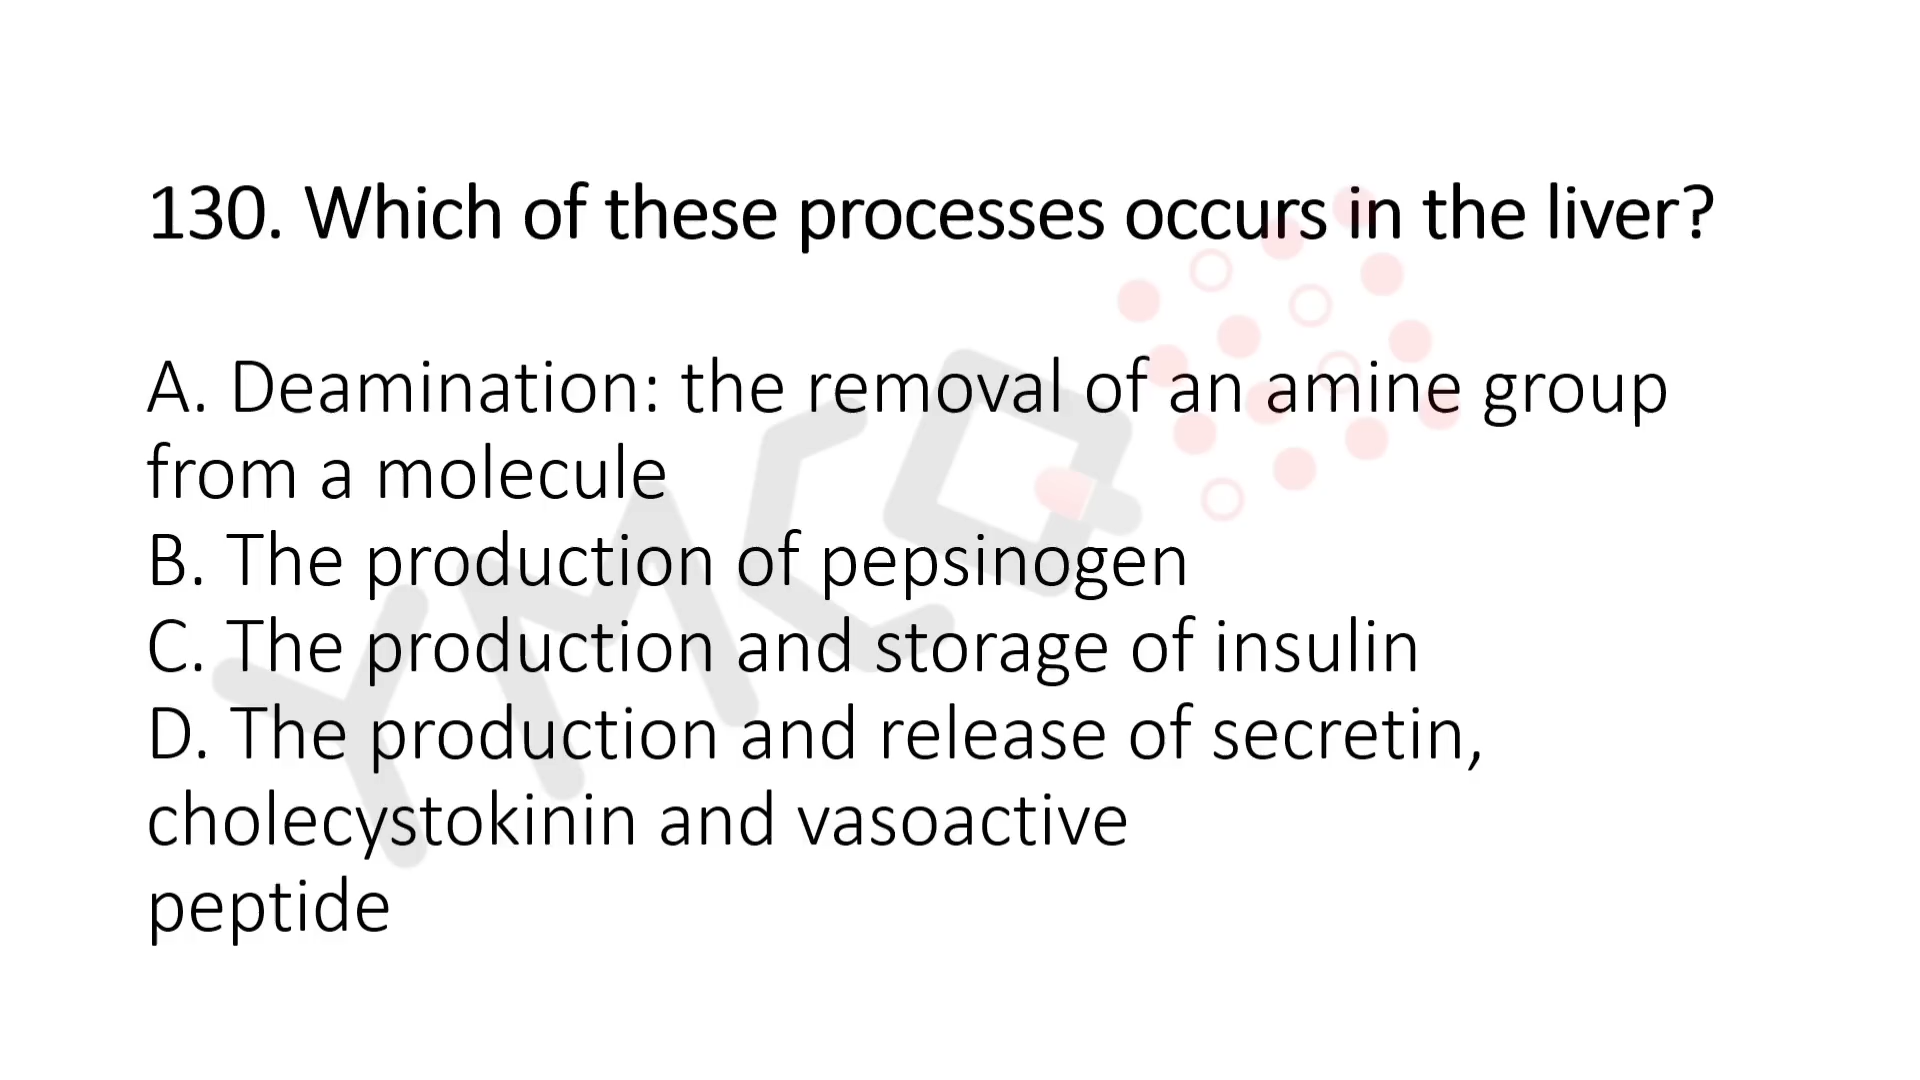 130. Which of these processes occurs in the liver?
A. Deamination: the removal of an amine group
from a molecule
B. The production of pepsinogen
C. The production and storage of insulin
D. The production and release of secretin,
cholecystokinin and vasoactive
peptide
YMCQ